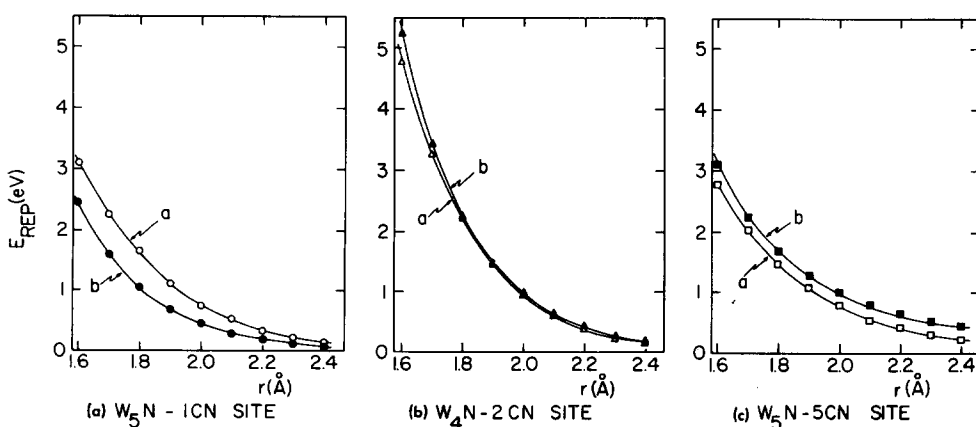 E_REP(eV)
5
4
3
2
1
0
a
b
1.6 1.8 2.0 2.2 2.4
r(Å)
(a) W₅N - 1CN SITE
5
4
3
2
1
0
b
a
1.6 1.8 2.0 2.2 2.4
r(Å)
(b) W₄N - 2CN SITE
5
4
3
2
1
0
b
a
1.6 1.8 2.0 2.2 2.4
r(Å)
(c) W₅N - 5CN SITE